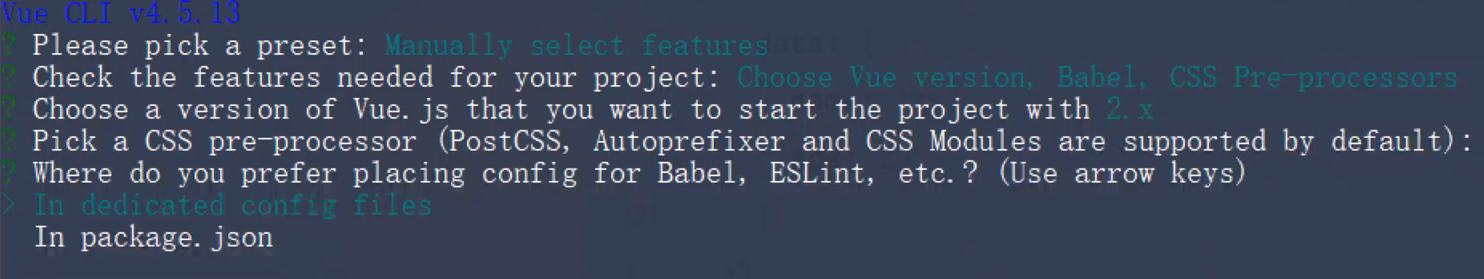 Vue CLI v4.5.13
? Please pick a preset: Manually select features
? Check the features needed for your project: Choose Vue version, Babel, CSS Pre-processors
? Choose a version of Vue.js that you want to start the project with 2.x
? Pick a CSS pre-processor (PostCSS, Autoprefixer and CSS Modules are supported by default):
? Where do you prefer placing config for Babel, ESLint, etc.? (Use arrow keys)
> In dedicated config files
In package.json